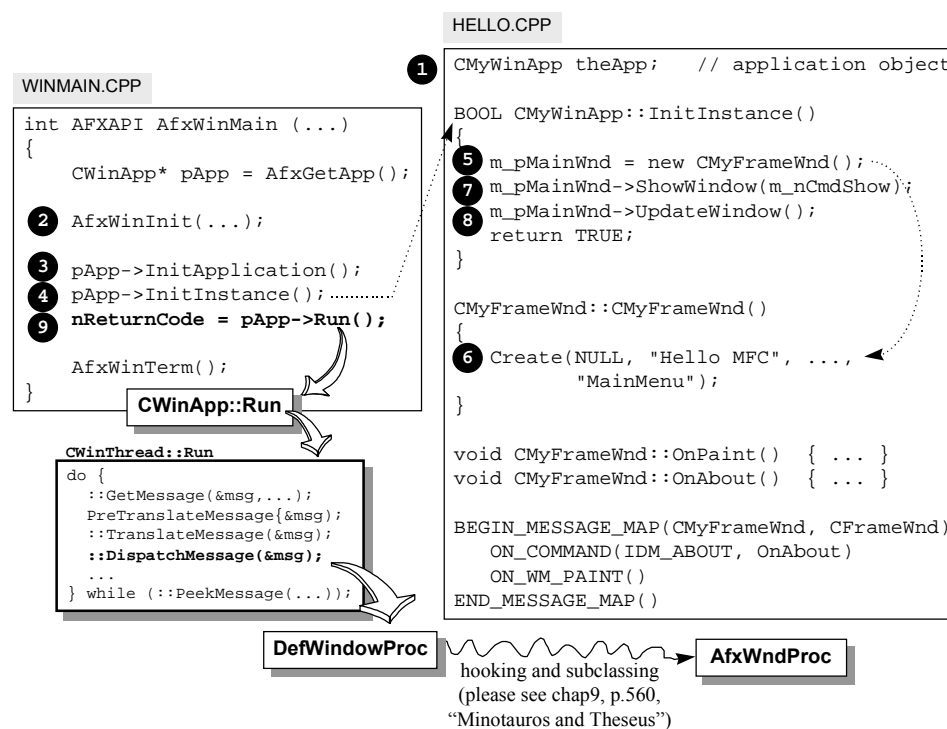 HELLO.CPP
1
CMyWinApp theApp;    // application object
BOOL CMyWinApp::InitInstance()
{
5 m_pMainWnd = new CMyFrameWnd();
7 m_pMainWnd->ShowWindow(m_nCmdShow);
8 m_pMainWnd->UpdateWindow();
return TRUE;
}
CMyFrameWnd::CMyFrameWnd()
{
6 Create(NULL, "Hello MFC", ...,
"MainMenu");
}
void CMyFrameWnd::OnPaint()  { ... }
void CMyFrameWnd::OnAbout()  { ... }
BEGIN_MESSAGE_MAP(CMyFrameWnd, CFrameWnd)
ON_COMMAND(IDM_ABOUT, OnAbout)
ON_WM_PAINT()
END_MESSAGE_MAP()
WINMAIN.CPP
int AFXAPI AfxWinMain (...)
{
CWinApp* pApp = AfxGetApp();
2 AfxWinInit(...);
3 pApp->InitApplication();
4 pApp->InitInstance();
9 nReturnCode = pApp->Run();
AfxWinTerm();
}
CWinApp::Run
CWinThread::Run
do {
::GetMessage(&msg,...);
PreTranslateMessage{&msg);
::TranslateMessage(&msg);
::DispatchMessage(&msg);
...
} while (::PeekMessage(...));
DefWindowProc
hooking and subclassing
(please see chap9, p.560,
“Minotauros and Theseus”)
AfxWndProc